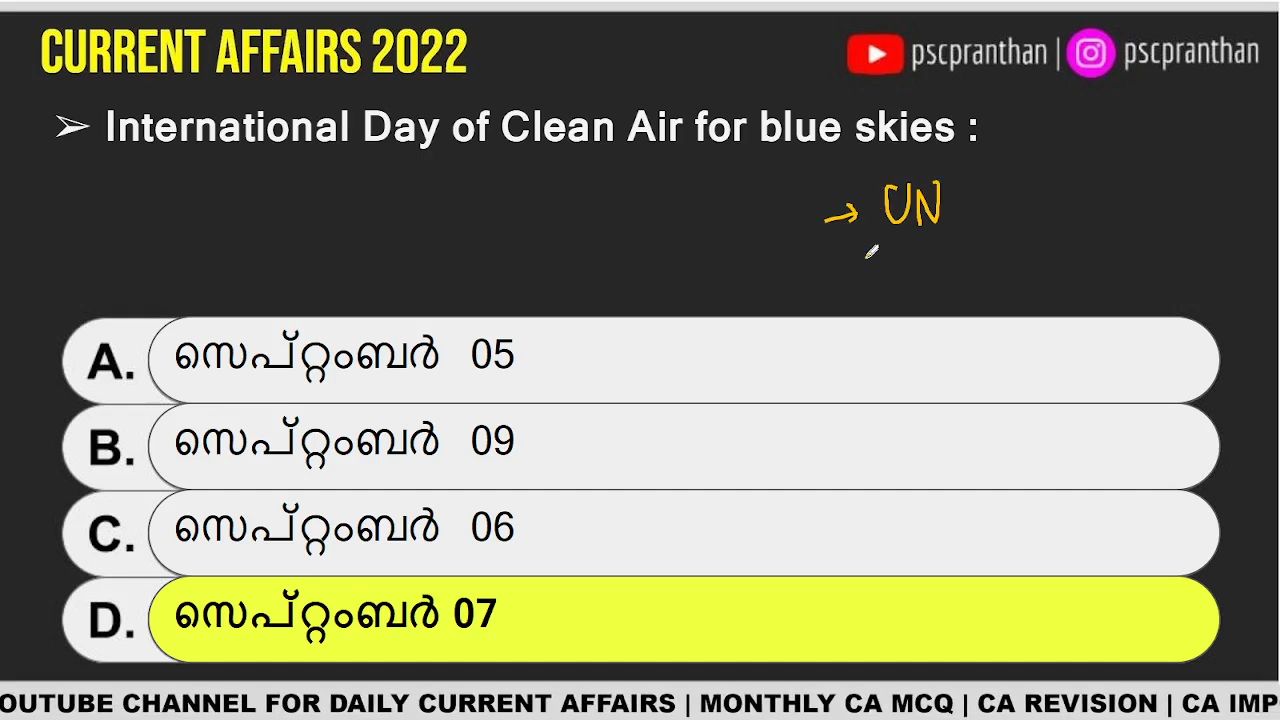 CURRENT AFFAIRS 2022
pscpranthan | pscpranthan
➢ International Day of Clean Air for blue skies :
→ UN
A. സെപ്റ്റംബർ 05
B. സെപ്റ്റംബർ 09
C. സെപ്റ്റംബർ 06
D. സെപ്റ്റംബർ 07
OUTUBE CHANNEL FOR DAILY CURRENT AFFAIRS | MONTHLY CA MCQ | CA REVISION | CA IMP